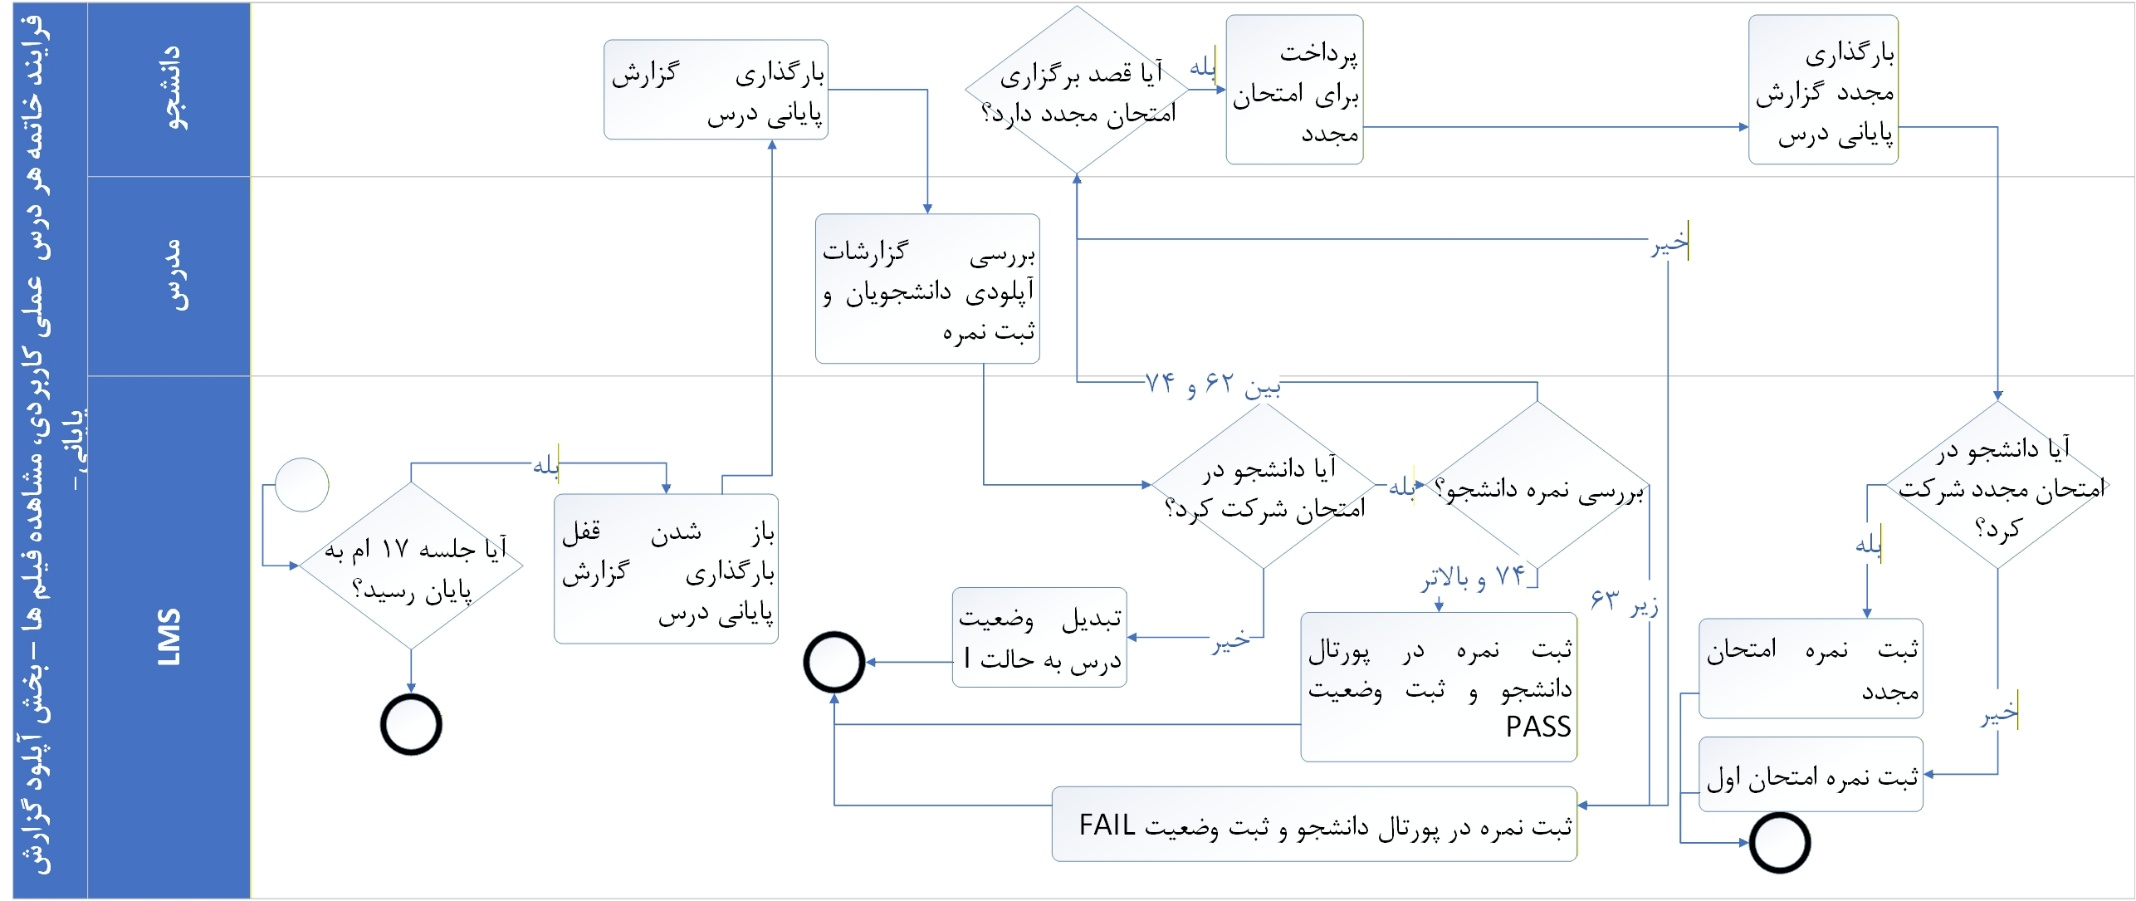 فرایند خاتمه هر درس عملی کاربردی، مشاهده فیلم ها – بخش آپلود گزارش
پایانی –
دانشجو
بارگذاری گزارش
پایانی درس
آیا قصد برگزاری
امتحان مجدد دارد؟
بله
پرداخت
برای امتحان
مجدد
بارگذاری
مجدد گزارش
پایانی درس
مدرس
بررسی گزارشات
آپلودی دانشجویان و
ثبت نمره
خیر
LMS
آیا جلسه ۱۷ ام به
پایان رسید؟
بله
باز شدن قفل
بارگذاری گزارش
پایانی درس
بین ۶۲ و ۷۴
آیا دانشجو در
امتحان شرکت کرد؟
بله
بررسی نمره دانشجو؟
خیر
تبدیل وضعیت
درس به حالت I
۷۴ و بالاتر
زیر ۶۳
ثبت نمره در پورتال
دانشجو و ثبت وضعیت
PASS
ثبت نمره در پورتال دانشجو و ثبت وضعیت FAIL
آیا دانشجو در
امتحان مجدد شرکت
کرد؟
بله
ثبت نمره امتحان
مجدد
خیر
ثبت نمره امتحان اول